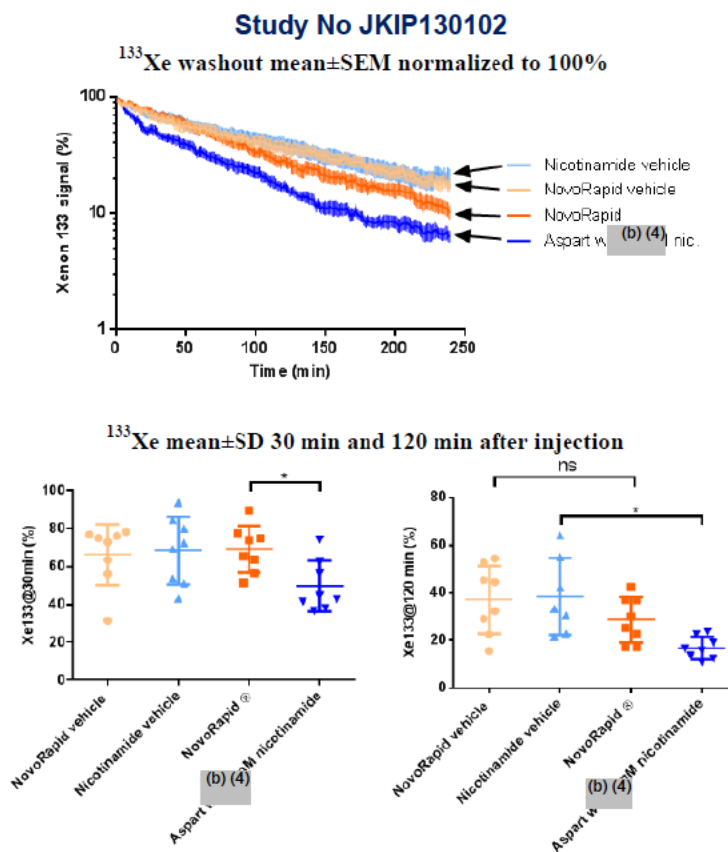 Study No JKIP130102
133Xe washout mean±SEM normalized to 100%
100
10
1
Xenon 133 signal (%)
0 50 100 150 200 250
Time (min)
Nicotinamide vehicle
NovoRapid vehicle
NovoRapid
Aspart w (b) (4) nic.
133Xe mean±SD 30 min and 120 min after injection
*
100
80
60
40
20
0
Xe133@30min (%)
NovoRapid vehicle
Nicotinamide vehicle
NovoRapid ®
Aspart w (b) (4) M nicotinamide
ns
*
80
60
40
20
0
Xe133@120 min (%)
NovoRapid vehicle
Nicotinamide vehicle
NovoRapid ®
Aspart w (b) (4) M nicotinamide